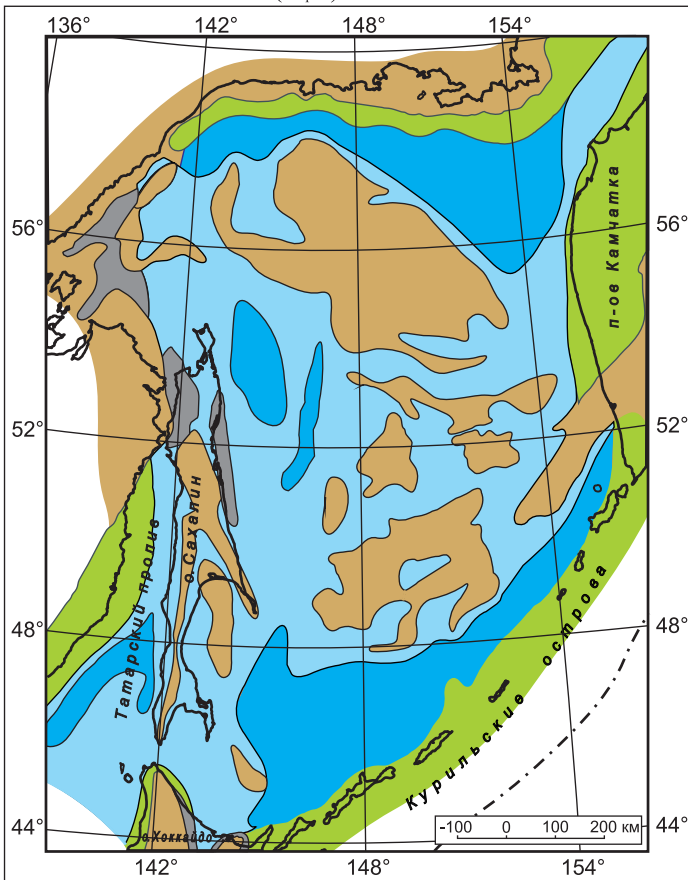 136° 142° 148° 154°
56° 56°
п-ов Камчатка
52° 52°
о. Сахалин
Татарский пролив
48° 48°
Курильские острова
44° 44°
о.Хоккайдо
-100 0 100 200 км
142° 148° 154°